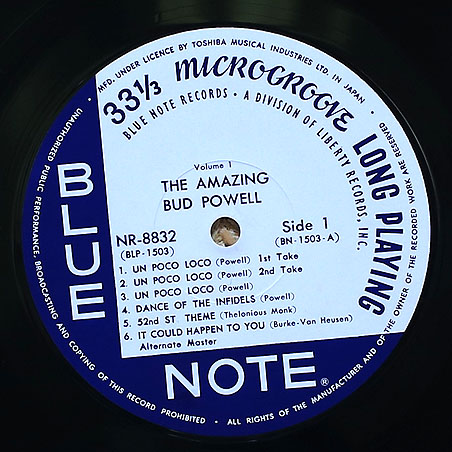 MFD. UNDER LICENCE BY TOSHIBA MUSICAL INDUSTRIES LTD. IN JAPAN
33 1/3 MICROGROOVE LONG PLAYING
BLUE NOTE RECORDS • A DIVISION OF LIBERTY RECORDS, INC.
Volume 1
THE AMAZING
BUD POWELL
NR-8832
(BLP-1503)
Side 1
(BN-1503-A)
1. UN POCO LOCO (Powell) 1st Take
2. UN POCO LOCO (Powell) 2nd Take
3. UN POCO LOCO (Powell)
4. DANCE OF THE INFIDELS (Powell)
5. 52nd ST. THEME (Thelonious Monk)
6. IT COULD HAPPEN TO YOU (Burke-Van Heusen)
Alternate Master
BLUE
NOTE®
UNAUTHORIZED PUBLIC PERFORMANCE, BROADCASTING AND COPYING OF THIS RECORD PROHIBITED • ALL RIGHTS OF THE MANUFACTURER AND OF THE OWNER OF THE RECORDED WORK ARE RESERVED